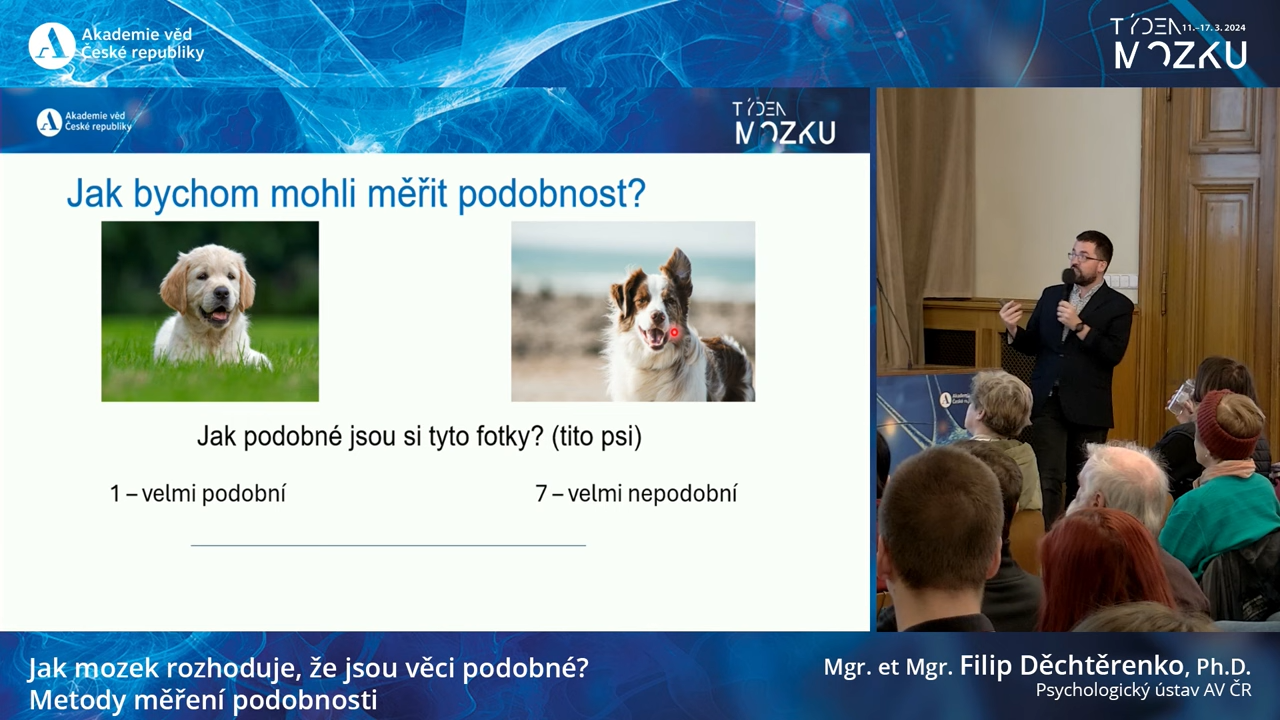 Akademie věd
České republiky
TÝDEN 11.–17. 3. 2024
MOZKU
Akademie věd
České republiky
TÝDEN
MOZKU
Jak bychom mohli měřit podobnost?
Jak podobné jsou si tyto fotky? (tito psi)
1 – velmi podobní
7 – velmi nepodobní
Jak mozek rozhoduje, že jsou věci podobné?
Metody měření podobnosti
Mgr. et Mgr. Filip Děchtěrenko, Ph.D.
Psychologický ústav AV ČR